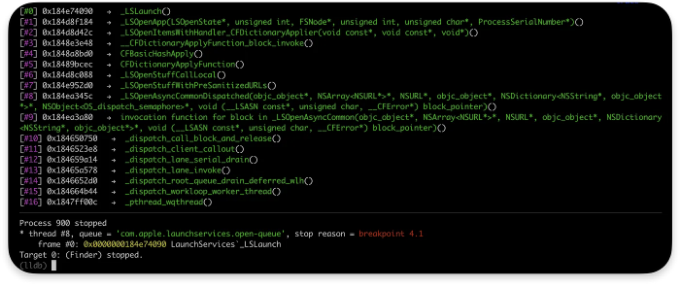 [#0] 0x184e74090 → _LSLaunch()
[#1] 0x184d8f184 → _LSOpenApp(LSOpenState*, unsigned int, FSNode*, unsigned int, unsigned char*, ProcessSerialNumber*)()
[#2] 0x184d8d42c → _LSOpenItemsWithHandler_CFDictionaryApplier(void const*, void const*, void*)()
[#3] 0x1848e3e48 → __CFDictionaryApplyFunction_block_invoke()
[#4] 0x1848a8bd0 → CFBasicHashApply()
[#5] 0x18489bcec → CFDictionaryApplyFunction()
[#6] 0x184d8c088 → _LSOpenStuffCallLocal()
[#7] 0x184e952d0 → _LSOpenStuffWithPreSanitizedURLs()
[#8] 0x184ea345c → _LSOpenAsyncCommonDispatched(objc_object*, NSArray<NSURL*>*, NSURL*, objc_object*, NSDictionary<NSString*, objc_object
*>*, NSObject<OS_dispatch_semaphore>*, void (__LSASN const*, unsigned char, __CFError*) block_pointer)()
[#9] 0x184ea3a80 → invocation function for block in _LSOpenAsyncCommon(objc_object*, NSArray<NSURL*>*, NSURL*, objc_object*, NSDictionary
<NSString*, objc_object*>*, void (__LSASN const*, unsigned char, __CFError*) block_pointer)()
[#10] 0x184650750 → _dispatch_call_block_and_release()
[#11] 0x1846523e8 → _dispatch_client_callout()
[#12] 0x184659a14 → _dispatch_lane_serial_drain()
[#13] 0x18465a578 → _dispatch_lane_invoke()
[#14] 0x1846652d0 → _dispatch_root_queue_drain_deferred_wlh()
[#15] 0x184664b44 → _dispatch_workloop_worker_thread()
[#16] 0x1847ff00c → _pthread_wqthread()
Process 900 stopped
* thread #8, queue = 'com.apple.launchservices.open-queue', stop reason = breakpoint 4.1
frame #0: 0x0000000184e74090 LaunchServices`_LSLaunch
Target 0: (Finder) stopped.
(lldb)